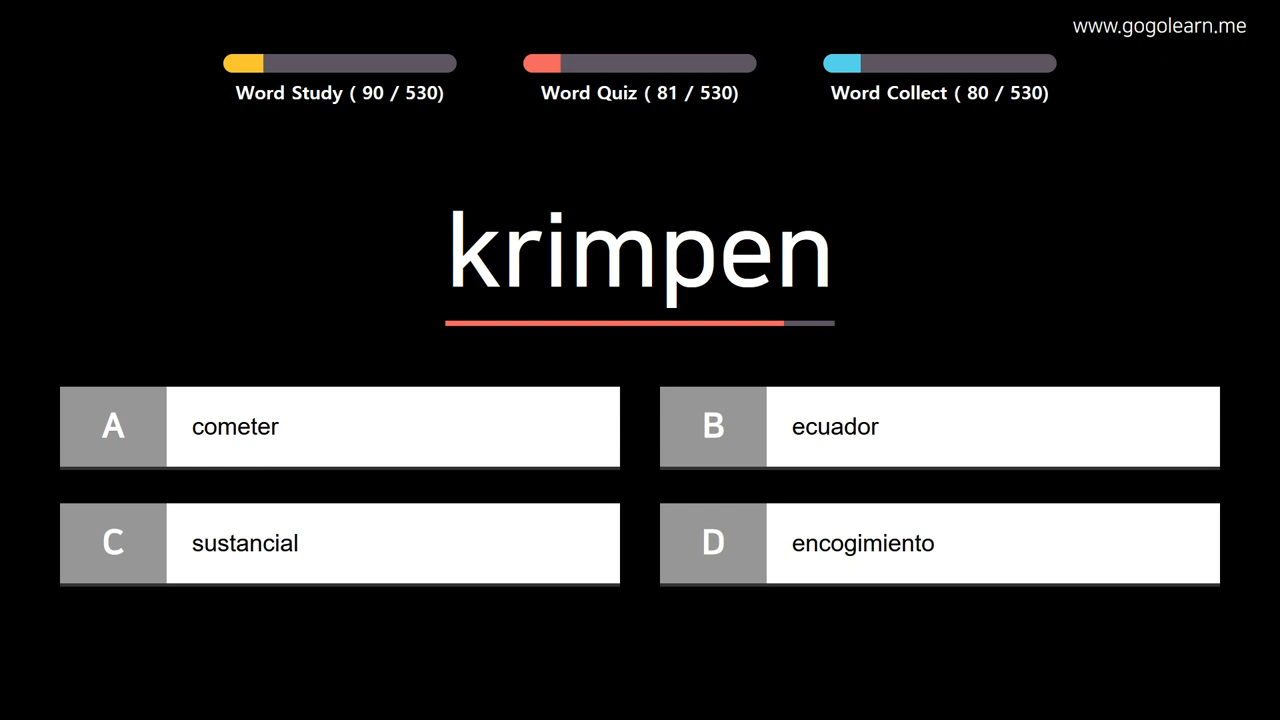 www.gogolearn.me
Word Study ( 90 / 530)
Word Quiz ( 81 / 530)
Word Collect ( 80 / 530)
krimpen
A cometer
B ecuador
C sustancial
D encogimiento